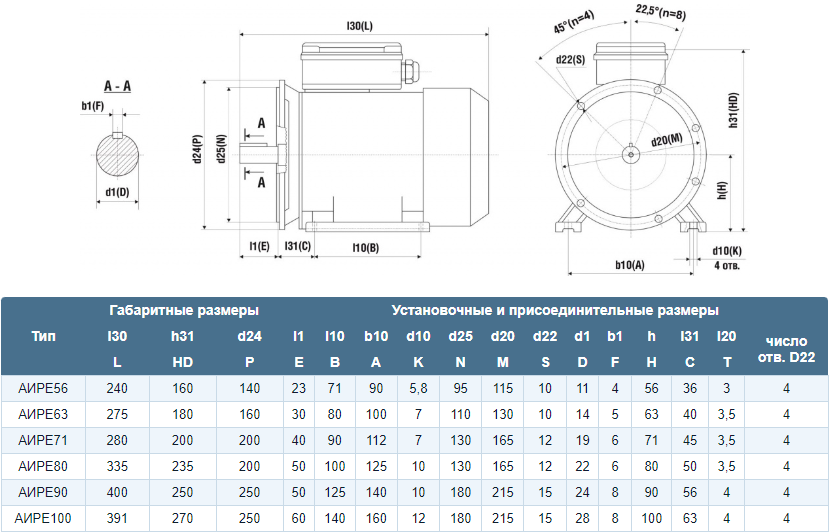 l30(L)
45°(n=4)
22,5°(n=8)
d22(S)
A - A
b1(F)
d1(D)
d24(P)
d25(N)
A
A
d20(M)
h31(HD)
h(H)
l1(E)
l31(C)
l10(B)
b10(A)
d10(K)
4 отв.
Габаритные размеры Установочные и присоединительные размеры
Тип l30 h31 d24 l1 l10 b10 d10 d25 d20 d22 d1 b1 h l31 l20 число отв. D22
L HD P E B A K N M S D F H C T
АИРЕ56 240 160 140 23 71 90 5,8 95 115 10 11 4 56 36 3 4
АИРЕ63 275 180 160 30 80 100 7 110 130 10 14 5 63 40 3,5 4
АИРЕ71 280 200 200 40 90 112 7 130 165 12 19 6 71 45 3,5 4
АИРЕ80 335 235 200 50 100 125 10 130 165 12 22 6 80 50 3,5 4
АИРЕ90 400 250 250 50 125 140 10 180 215 15 24 8 90 56 4 4
АИРЕ100 391 270 250 60 140 160 12 180 215 15 28 8 100 63 4 4